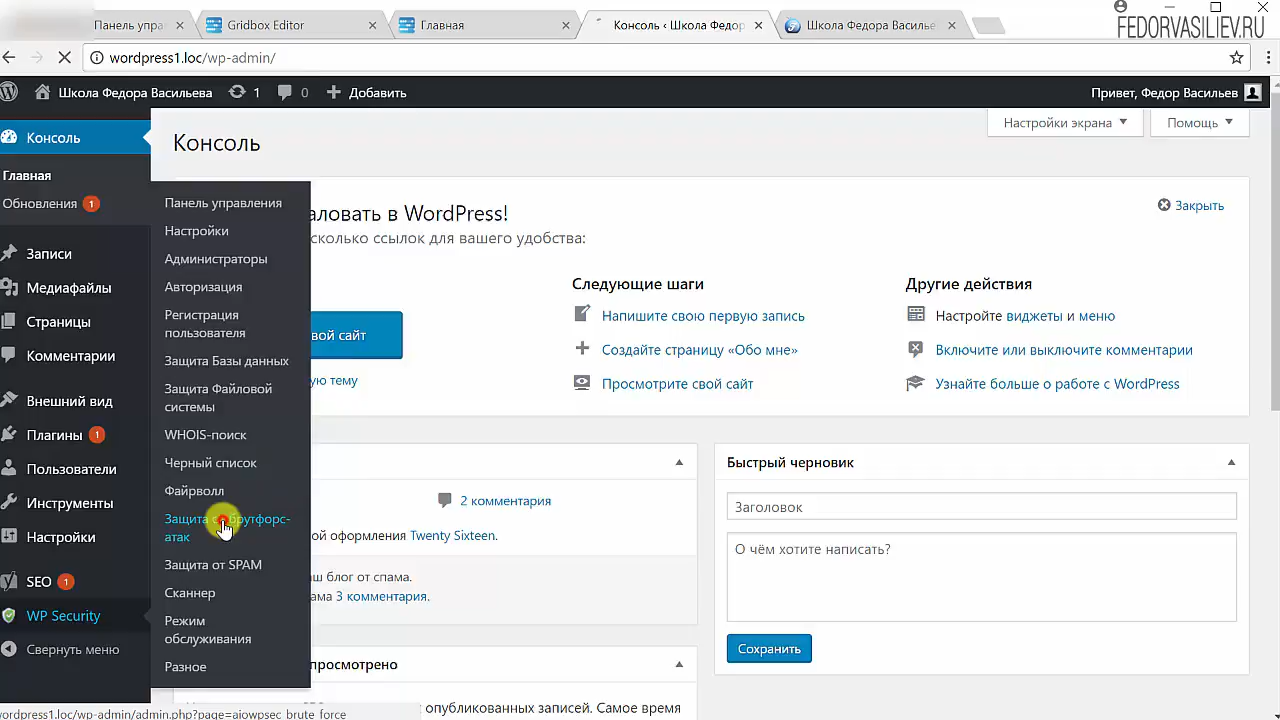 Панель упра
Gridbox Editor
Главная
Консоль ‹ Школа Федор
Школа Федора Василье
FEDORVASILIEV.RU
wordpress1.loc/wp-admin/
Школа Федора Васильева
1
0
Добавить
Привет, Федор Васильев
Консоль
Главная
Обновления 1
Записи
Медиафайлы
Страницы
Комментарии
Внешний вид
Плагины 1
Пользователи
Инструменты
Настройки
SEO 1
WP Security
Свернуть меню
Панель управления
Настройки
Администраторы
Авторизация
Регистрация
пользователя
Защита Базы данных
Защита Файловой
системы
WHOIS-поиск
Черный список
Файрволл
Защита от брутфорс-
атак
Защита от SPAM
Сканнер
Режим
обслуживания
Разное
Консоль
Настройки экрана
Помощь
аловать в WordPress!
Закрыть
сколько ссылок для вашего удобства:
вой сайт
ую тему
Следующие шаги
Напишите свою первую запись
Создайте страницу «Обо мне»
Просмотрите свой сайт
Другие действия
Настройте виджеты и меню
Включите или выключите комментарии
Узнайте больше о работе с WordPress
2 комментария
ой оформления Twenty Sixteen.
аш блог от спама.
ама 3 комментария.
просмотрено
опубликованных записей. Самое время
Быстрый черновик
Заголовок
О чём хотите написать?
Сохранить
wordpress1.loc/wp-admin/admin.php?page=aiowpsec_brute_force